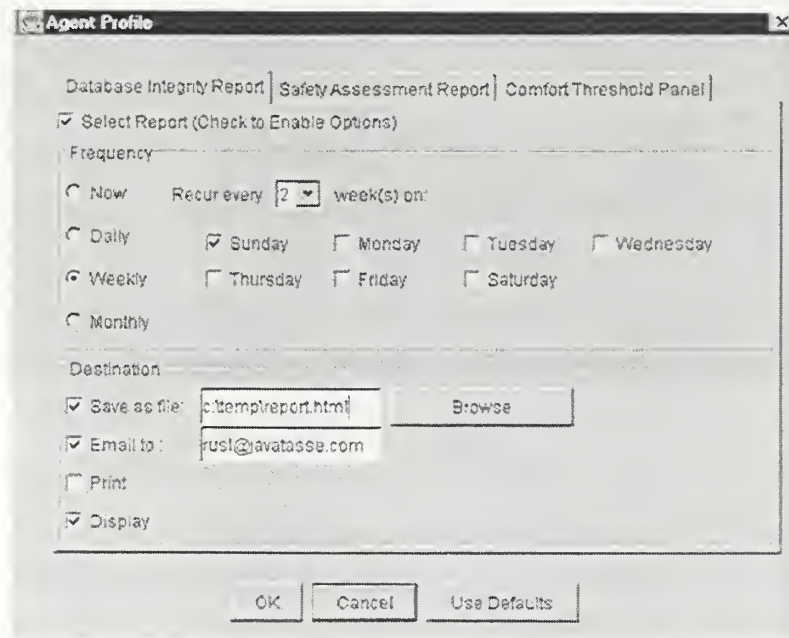 Agent Profile
Database Integrity Report Safety Assessment Report Comfort Threshold Panel
Select Report (Check to Enable Options)
Frequency
Now Recur every 2 week(s) on:
Daily Sunday Monday Tuesday Wednesday
Weekly Thursday Friday Saturday
Monthly
Destination
Save as file: c:\temp\report.html Browse
Email to : rusl@javatasse.com
Print
Display
OK Cancel Use Defaults